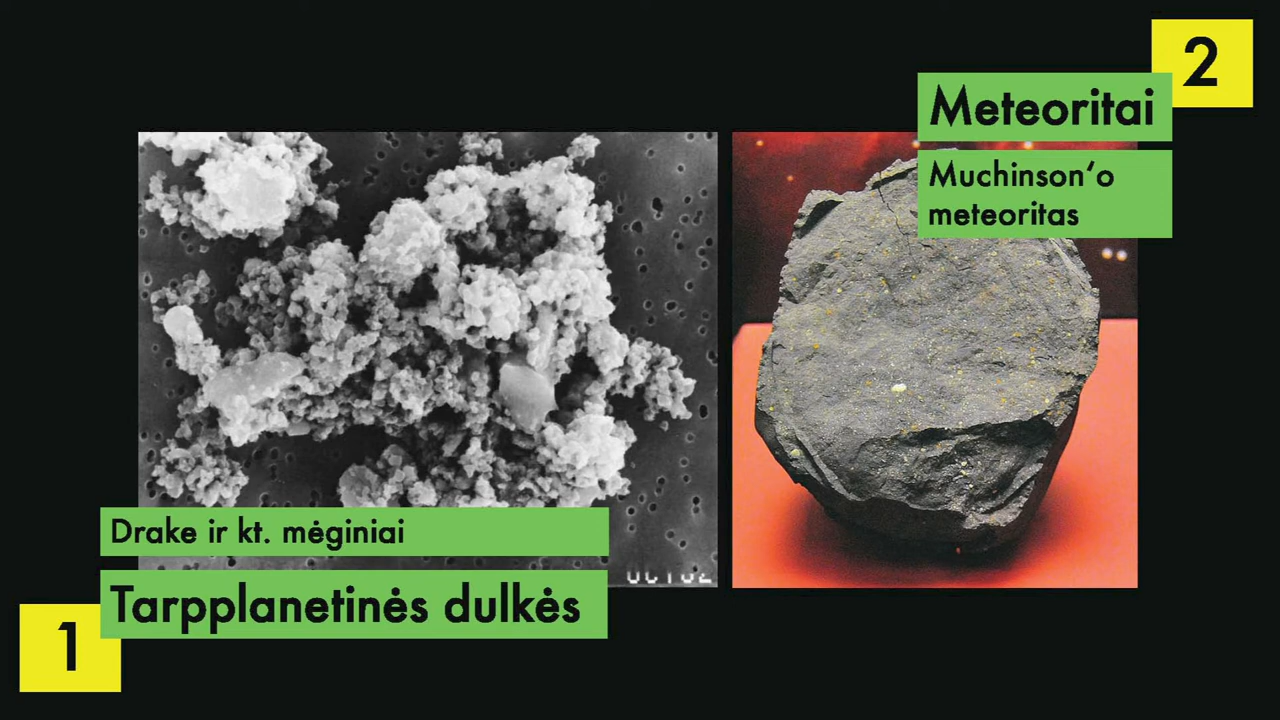 2
Meteoritai
Muchinson‘o
meteoritas
Drake ir kt. mėginiai
Tarpplanetinės dulkės
1